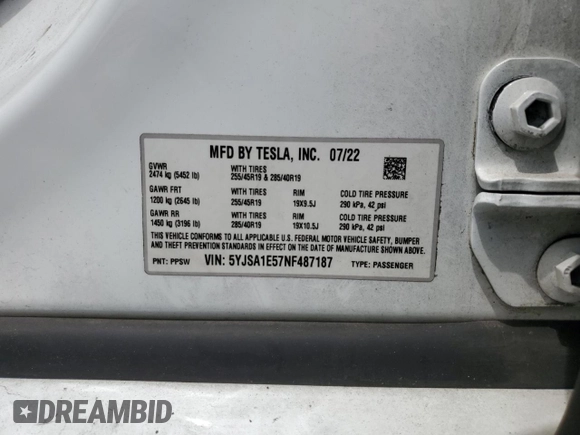 MFD BY TESLA, INC. 07/22
GVWR WITH TIRES
2474 kg (5452 lb) 255/45R19 & 285/40R19
GAWR FRT WITH TIRES RIM COLD TIRE PRESSURE
1200 kg (2645 lb) 255/45R19 19X9.5J 290 kPa, 42 psi
GAWR RR WITH TIRES RIM COLD TIRE PRESSURE
1450 kg (3196 lb) 285/40R19 19X10.5J 290 kPa, 42 psi
THIS VEHICLE CONFORMS TO ALL APPLICABLE U.S. FEDERAL MOTOR VEHICLE SAFETY, BUMPER
AND THEFT PREVENTION STANDARDS IN EFFECT ON THE DATE OF MANUFACTURE SHOWN ABOVE.
PNT: PPSW VIN: 5YJSA1E57NF487187 TYPE: PASSENGER
DREAMBID